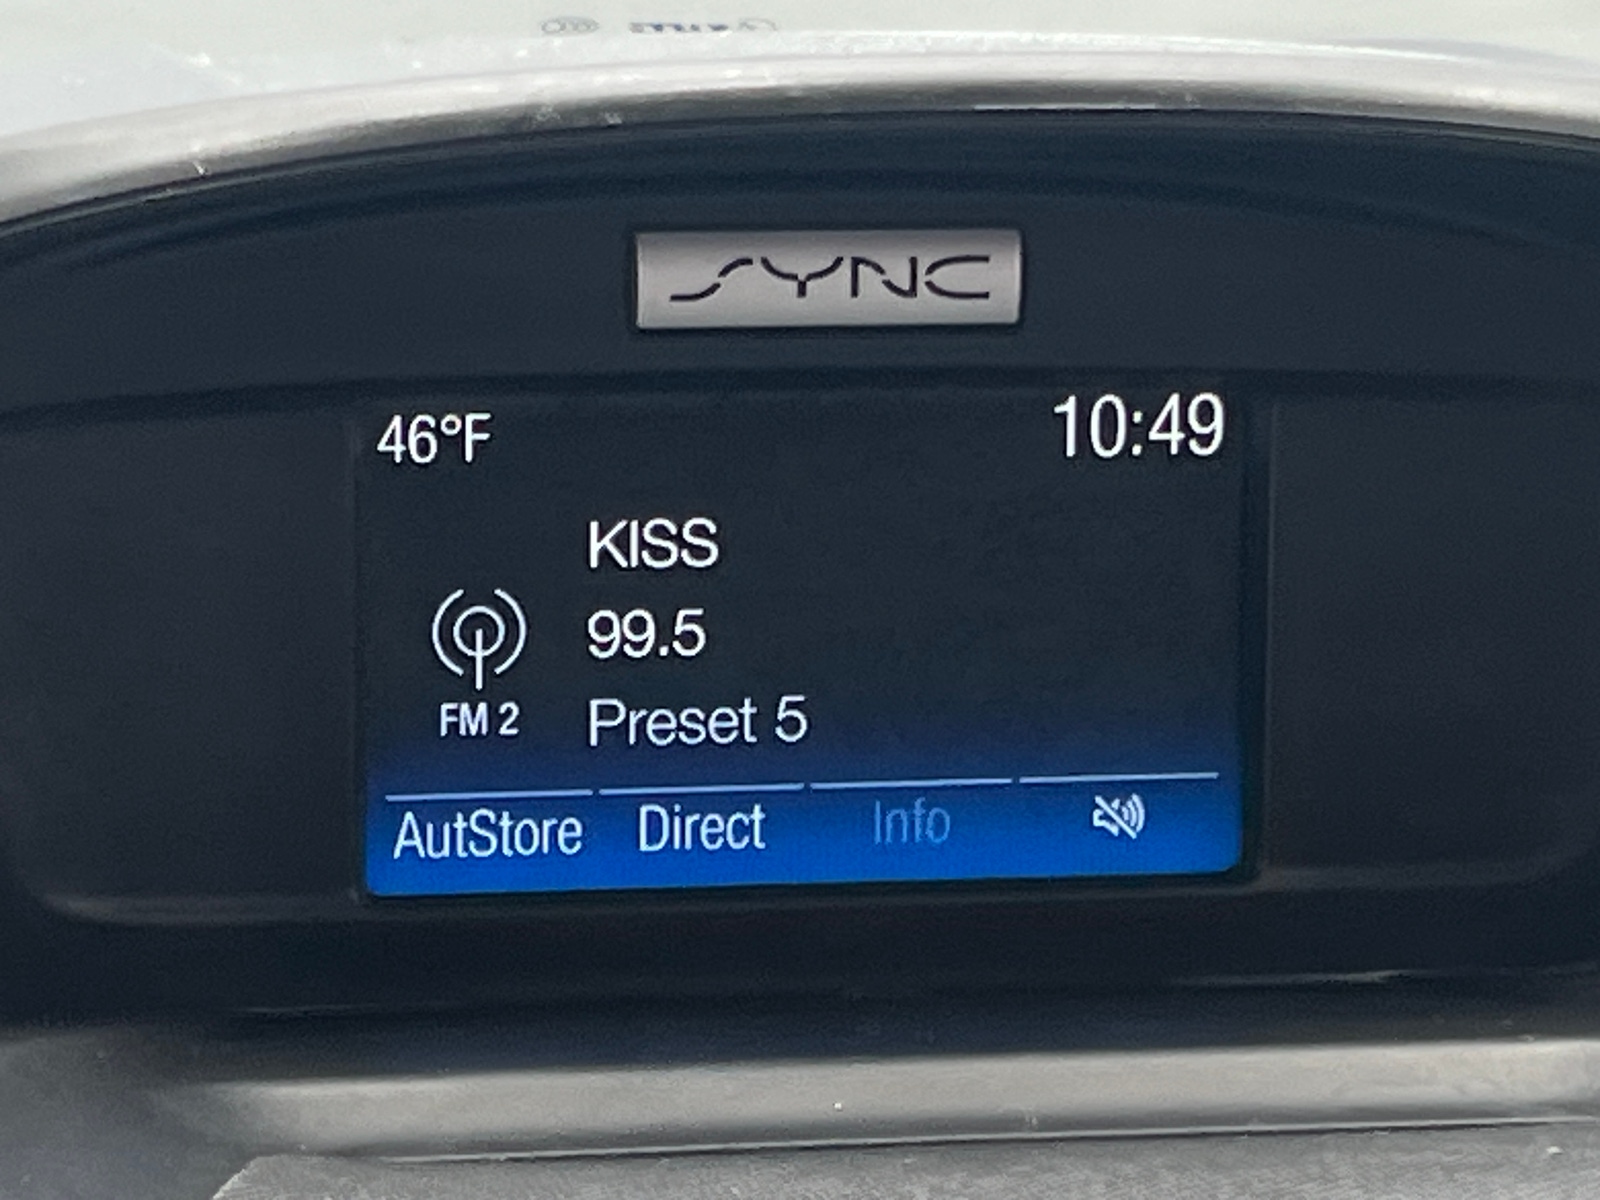 SYNC
46°F 10:49
KISS
99.5
FM 2 Preset 5
AutStore Direct Info